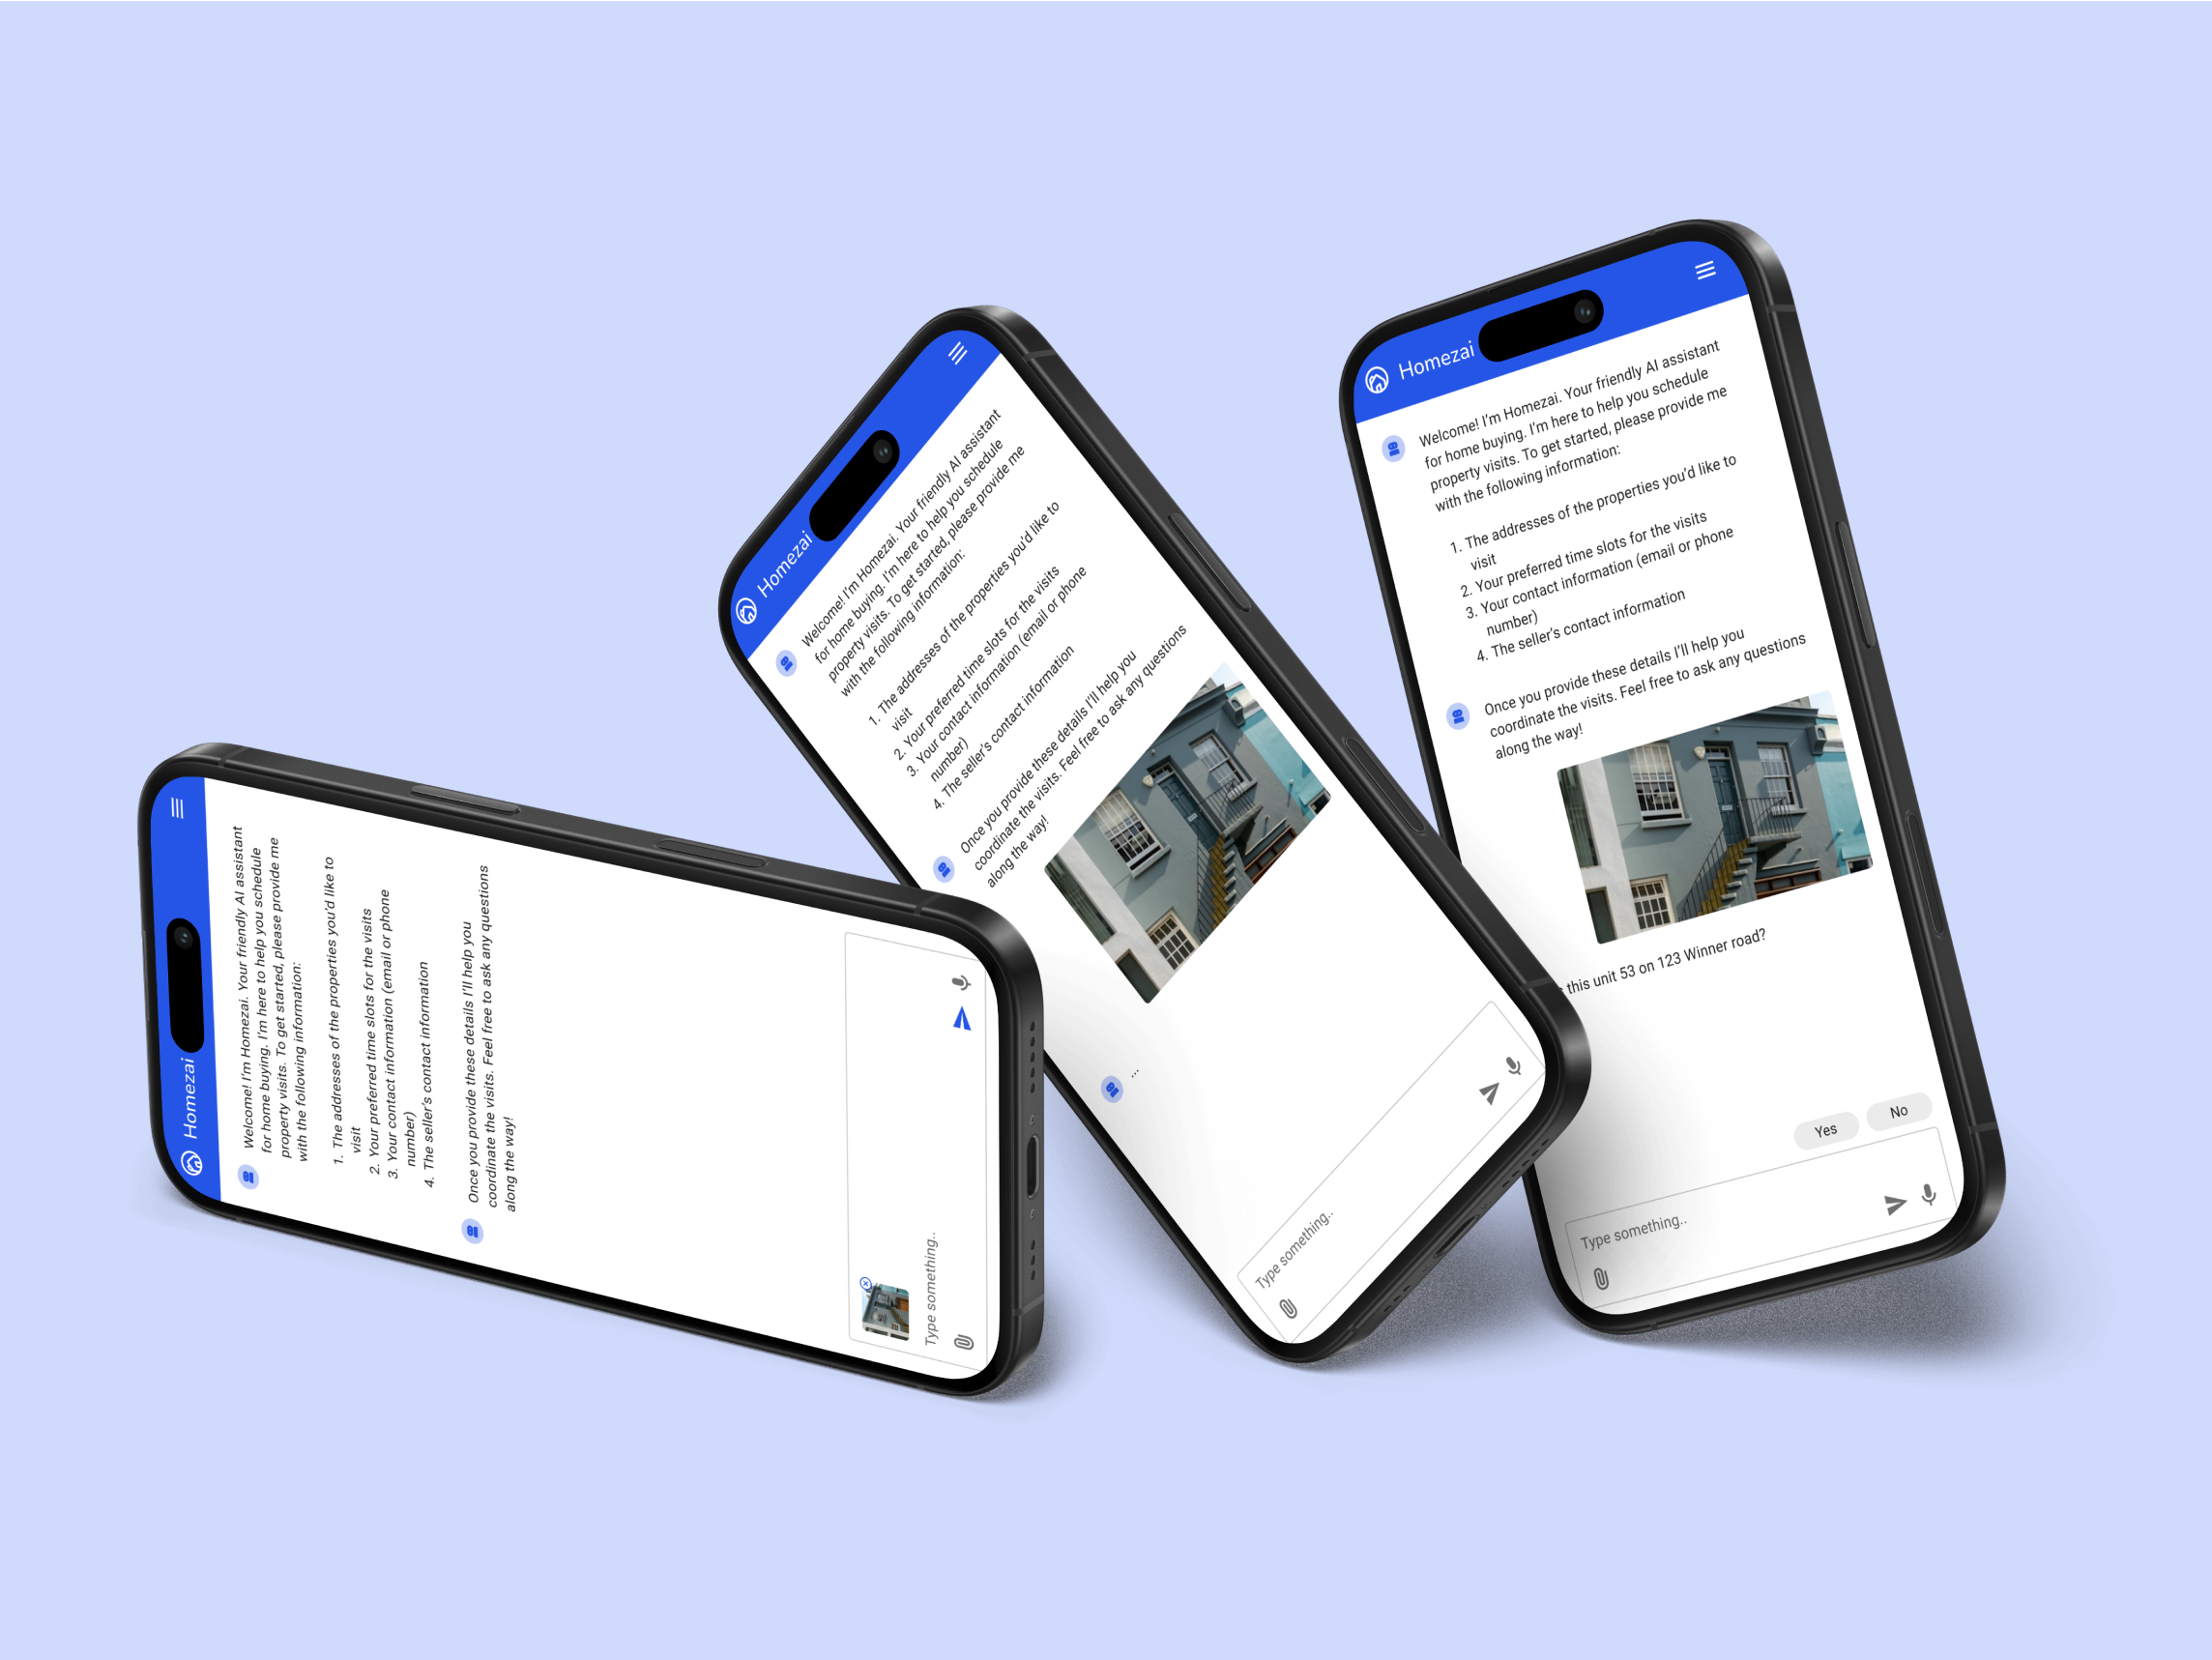 Homezai
Welcome! I'm Homezai. Your friendly AI assistant
for home buying. I'm here to help you schedule
property visits. To get started, please provide me
with the following information:
1. The addresses of the properties you'd like to
visit
2. Your preferred time slots for the visits
3. Your contact information (email or phone
number)
4. The seller's contact information
Once you provide these details I'll help you
coordinate the visits. Feel free to ask any questions
along the way!
Type something..
Homezai
Welcome! I'm Homezai. Your friendly AI assistant
for home buying. I'm here to help you schedule
property visits. To get started, please provide me
with the following information:
1. The addresses of the properties you'd like to
visit
2. Your preferred time slots for the visits
3. Your contact information (email or phone
number)
4. The seller's contact information
Once you provide these details I'll help you
coordinate the visits. Feel free to ask any questions
along the way!
...
Type something..
Homezai
Welcome! I'm Homezai. Your friendly AI assistant
for home buying. I'm here to help you schedule
property visits. To get started, please provide me
with the following information:
1. The addresses of the properties you'd like to
visit
2. Your preferred time slots for the visits
3. Your contact information (email or phone
number)
4. The seller's contact information
Once you provide these details I'll help you
coordinate the visits. Feel free to ask any questions
along the way!
this unit 53 on 123 Winner road?
Yes
No
Type something..